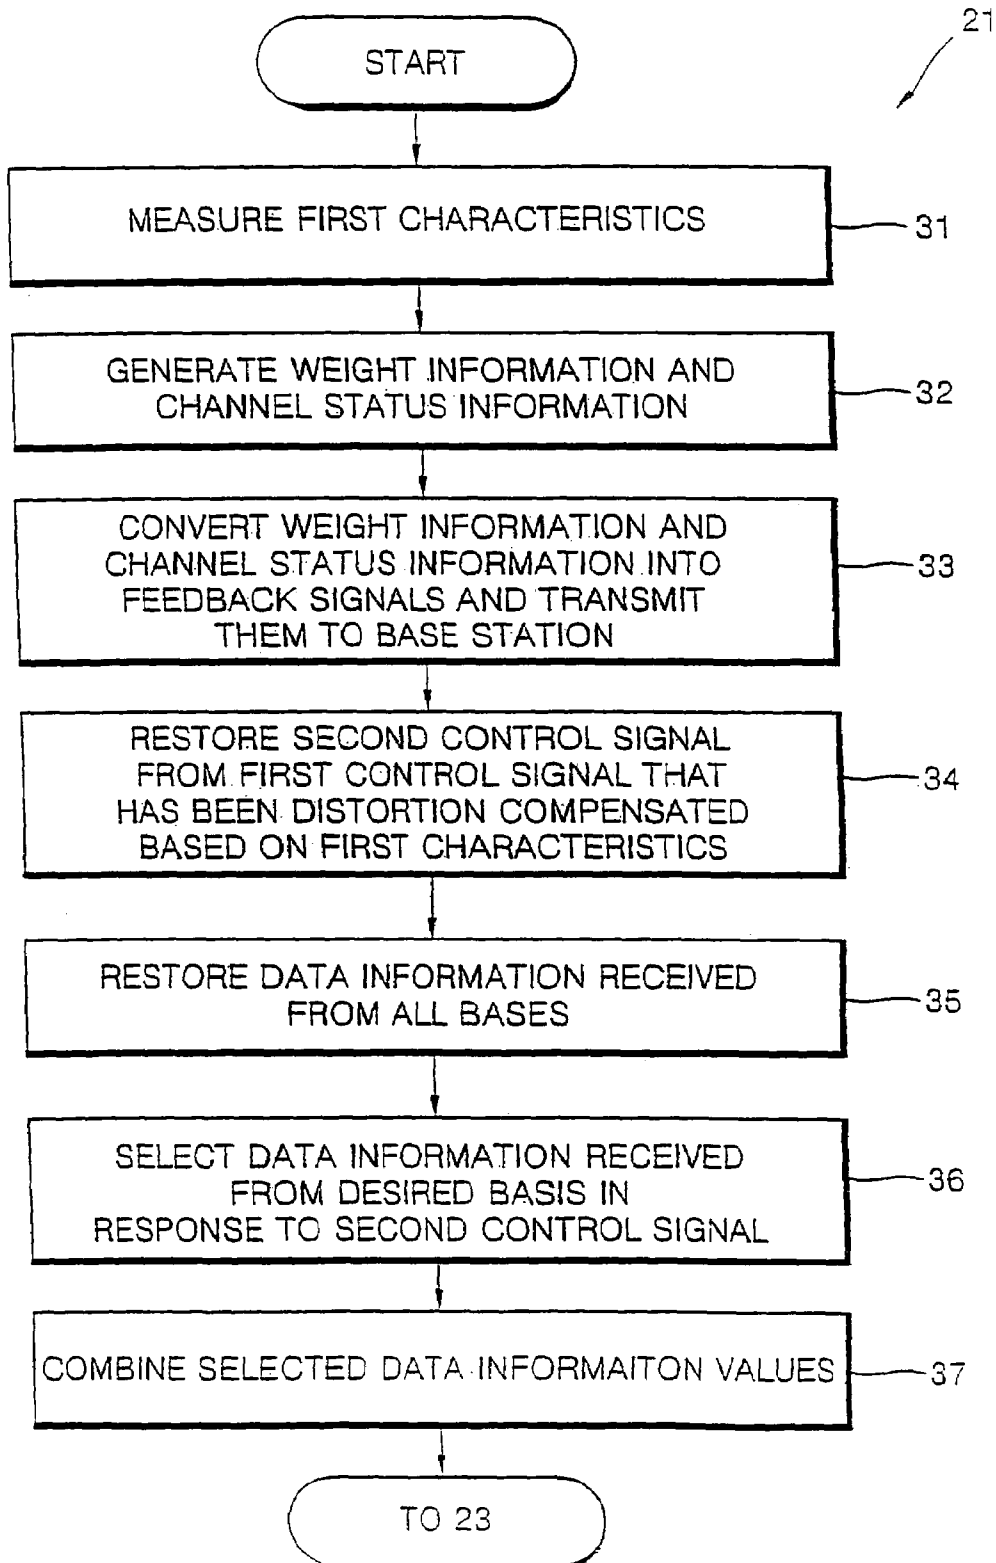 21
START
MEASURE FIRST CHARACTERISTICS
31
GENERATE WEIGHT INFORMATION AND
CHANNEL STATUS INFORMATION
32
CONVERT WEIGHT INFORMATION AND
CHANNEL STATUS INFORMATION INTO
FEEDBACK SIGNALS AND TRANSMIT
THEM TO BASE STATION
33
RESTORE SECOND CONTROL SIGNAL
FROM FIRST CONTROL SIGNAL THAT
HAS BEEN DISTORTION COMPENSATED
BASED ON FIRST CHARACTERISTICS
34
RESTORE DATA INFORMATION RECEIVED
FROM ALL BASES
35
SELECT DATA INFORMATION RECEIVED
FROM DESIRED BASIS IN
RESPONSE TO SECOND CONTROL SIGNAL
36
COMBINE SELECTED DATA INFORMAITON VALUES
37
TO 23